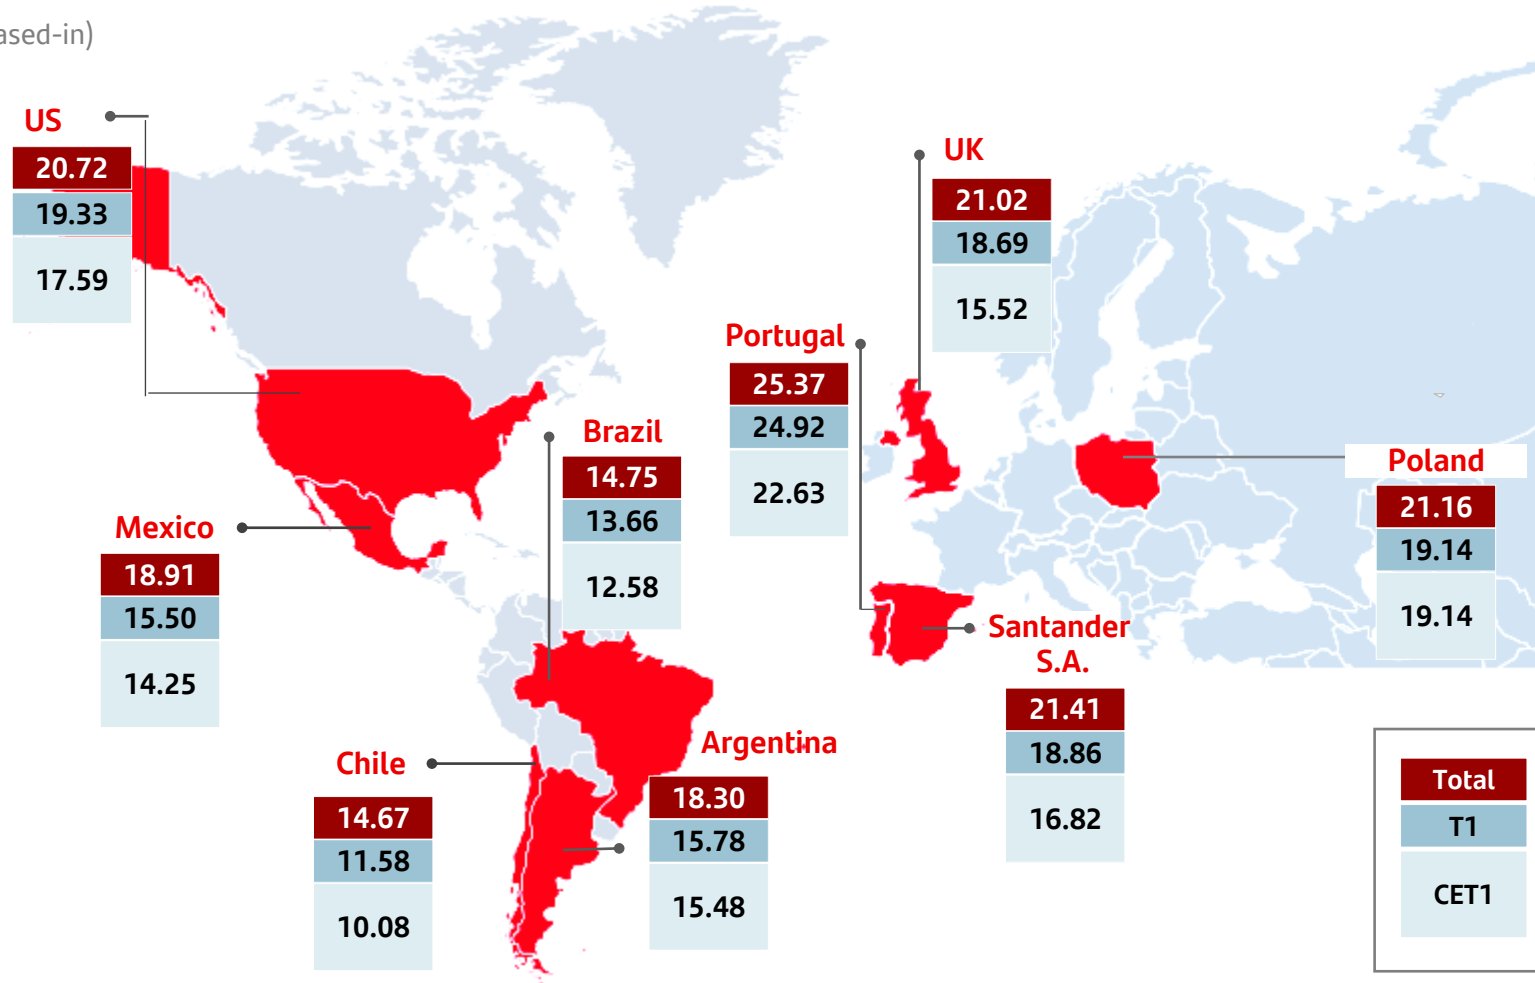 ased-in)
US
20.72
19.33
17.59
UK
21.02
18.69
15.52
Portugal
25.37
24.92
22.63
Brazil
14.75
13.66
12.58
Poland
21.16
19.14
19.14
Mexico
18.91
15.50
14.25
Santander
S.A.
21.41
18.86
16.82
Argentina
18.30
15.78
15.48
Chile
14.67
11.58
10.08
Total
T1
CET1